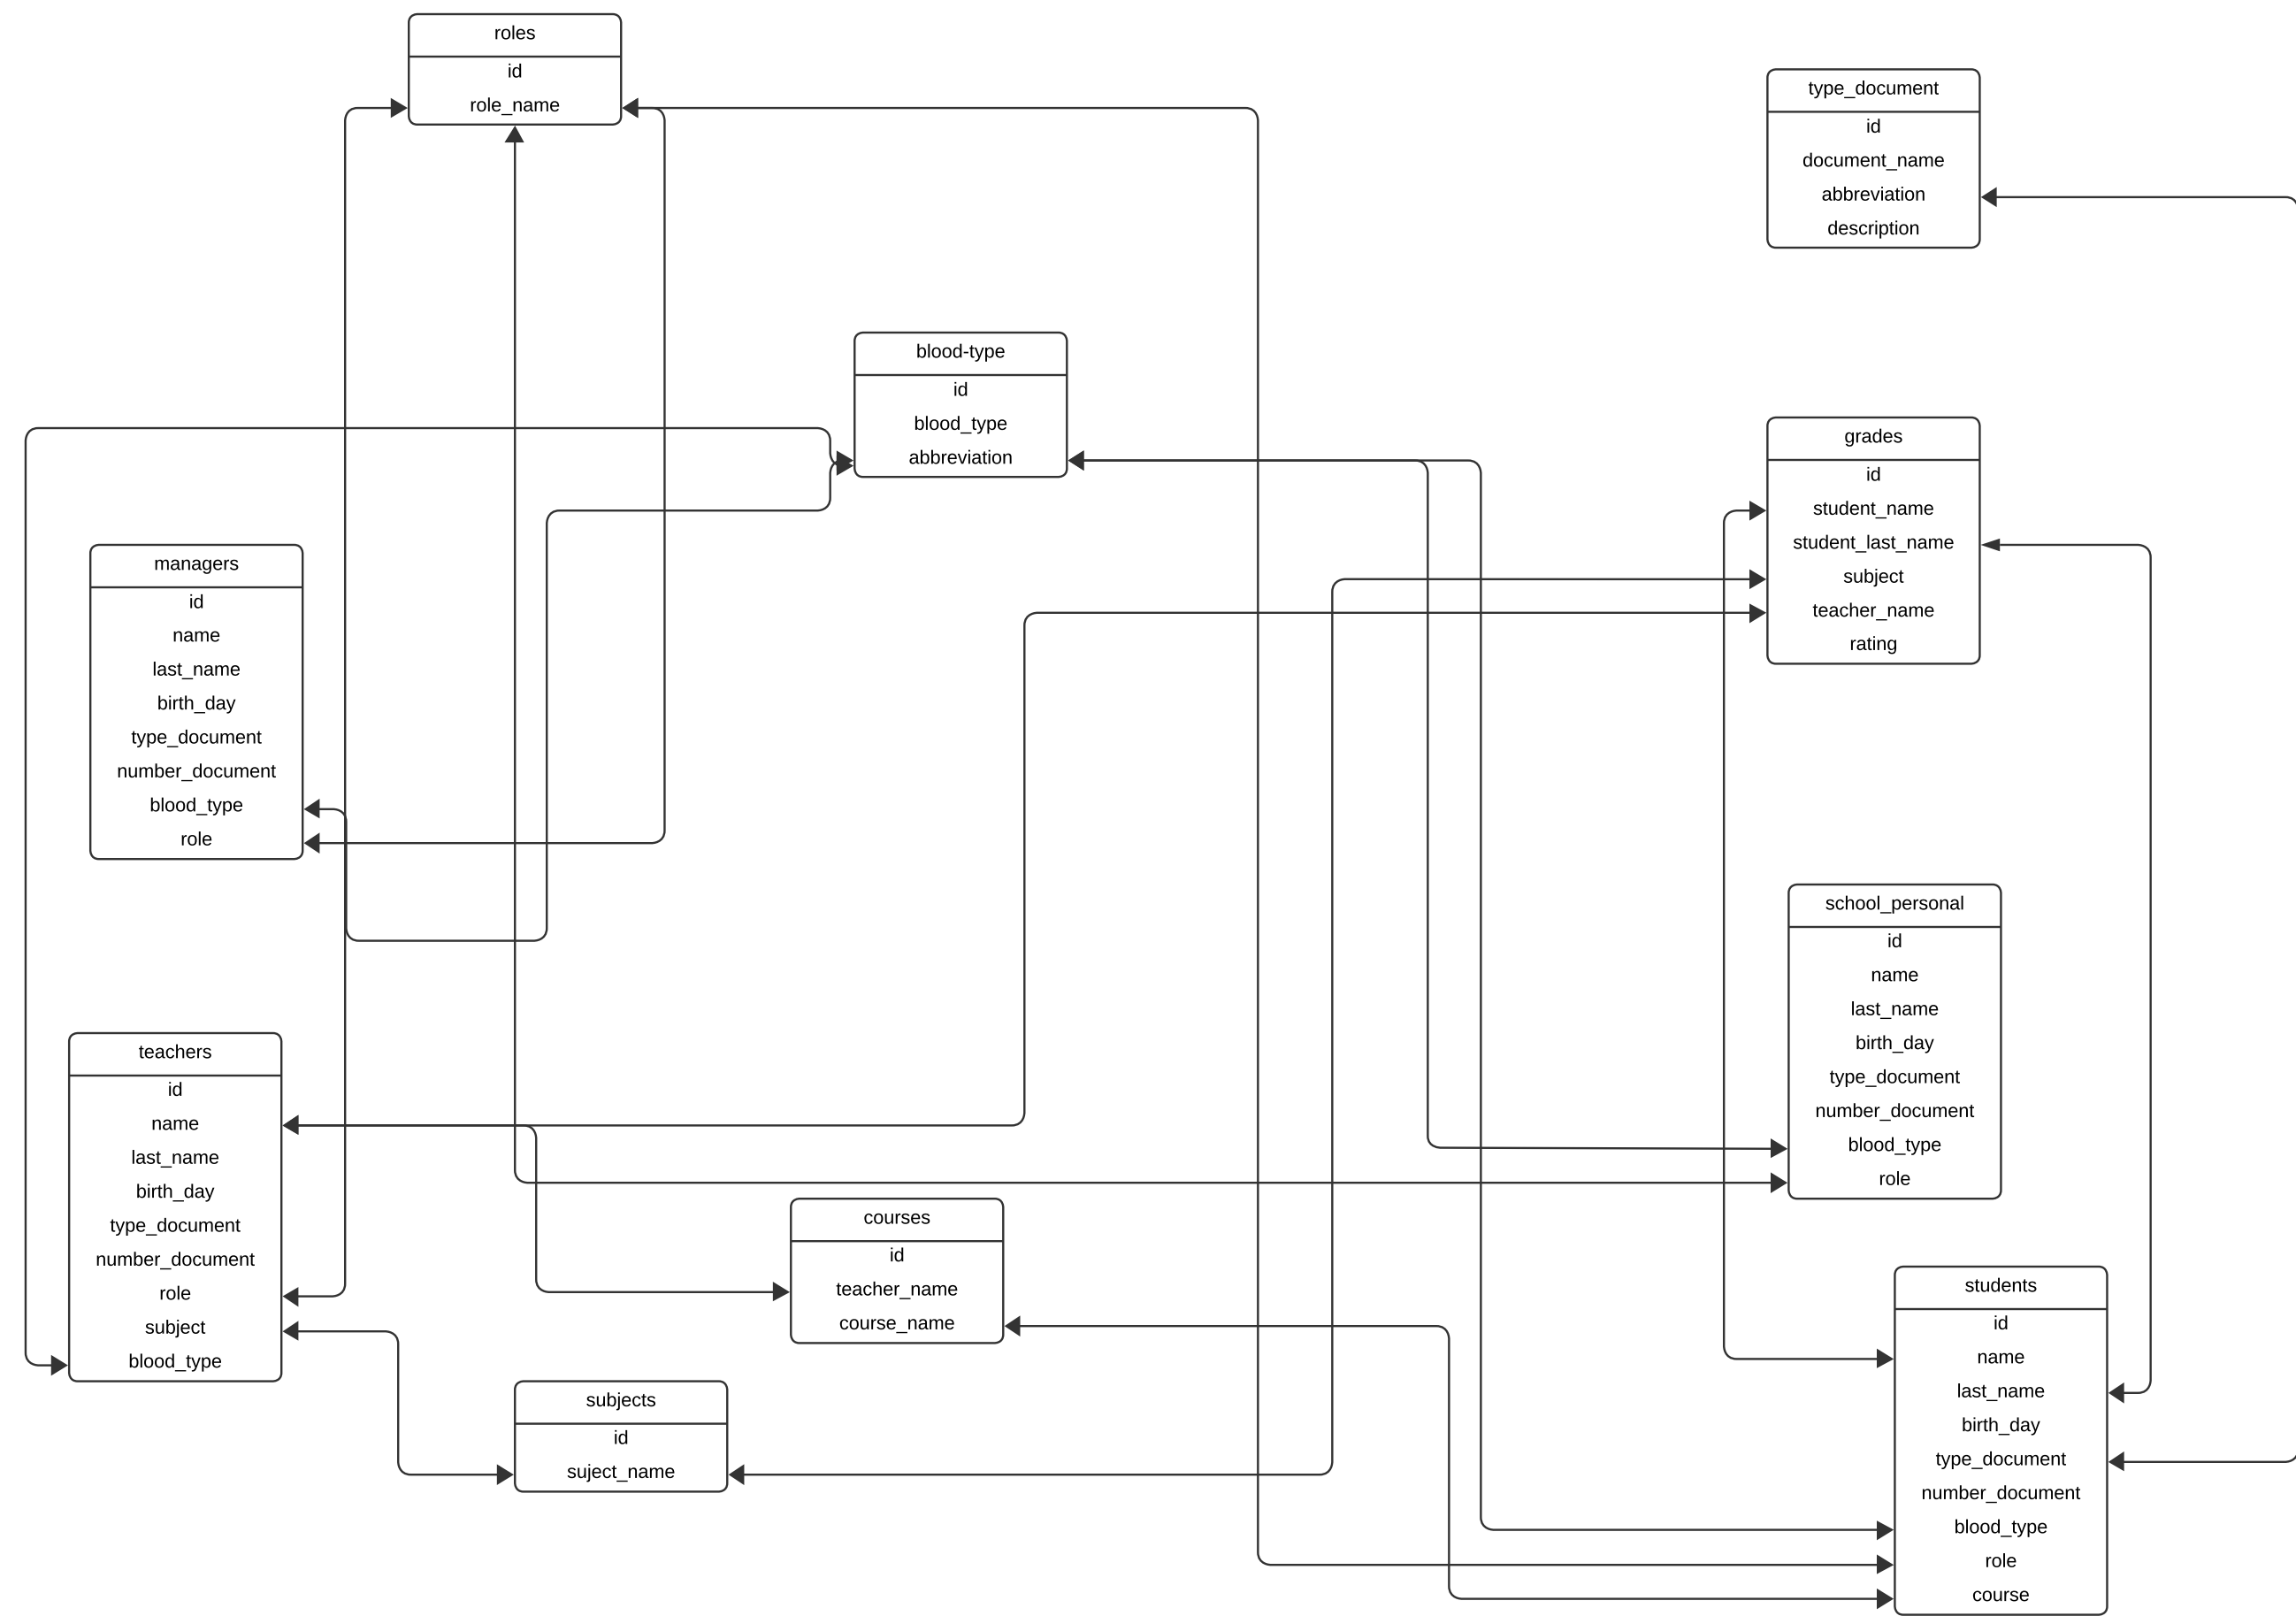 roles
id
role_name
type_document
id
document_name
abbreviation
description
blood-type
id
blood_type
abbreviation
grades
id
student_name
student_last_name
subject
teacher_name
rating
managers
id
name
last_name
birth_day
type_document
number_document
blood_type
role
school_personal
id
name
last_name
birth_day
type_document
number_document
blood_type
role
teachers
id
name
last_name
birth_day
type_document
number_document
role
subject
blood_type
courses
id
teacher_name
course_name
students
id
name
last_name
birth_day
type_document
number_document
blood_type
role
course
subjects
id
suject_name